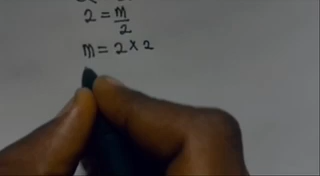 2 = m/2
m = 2 × 2